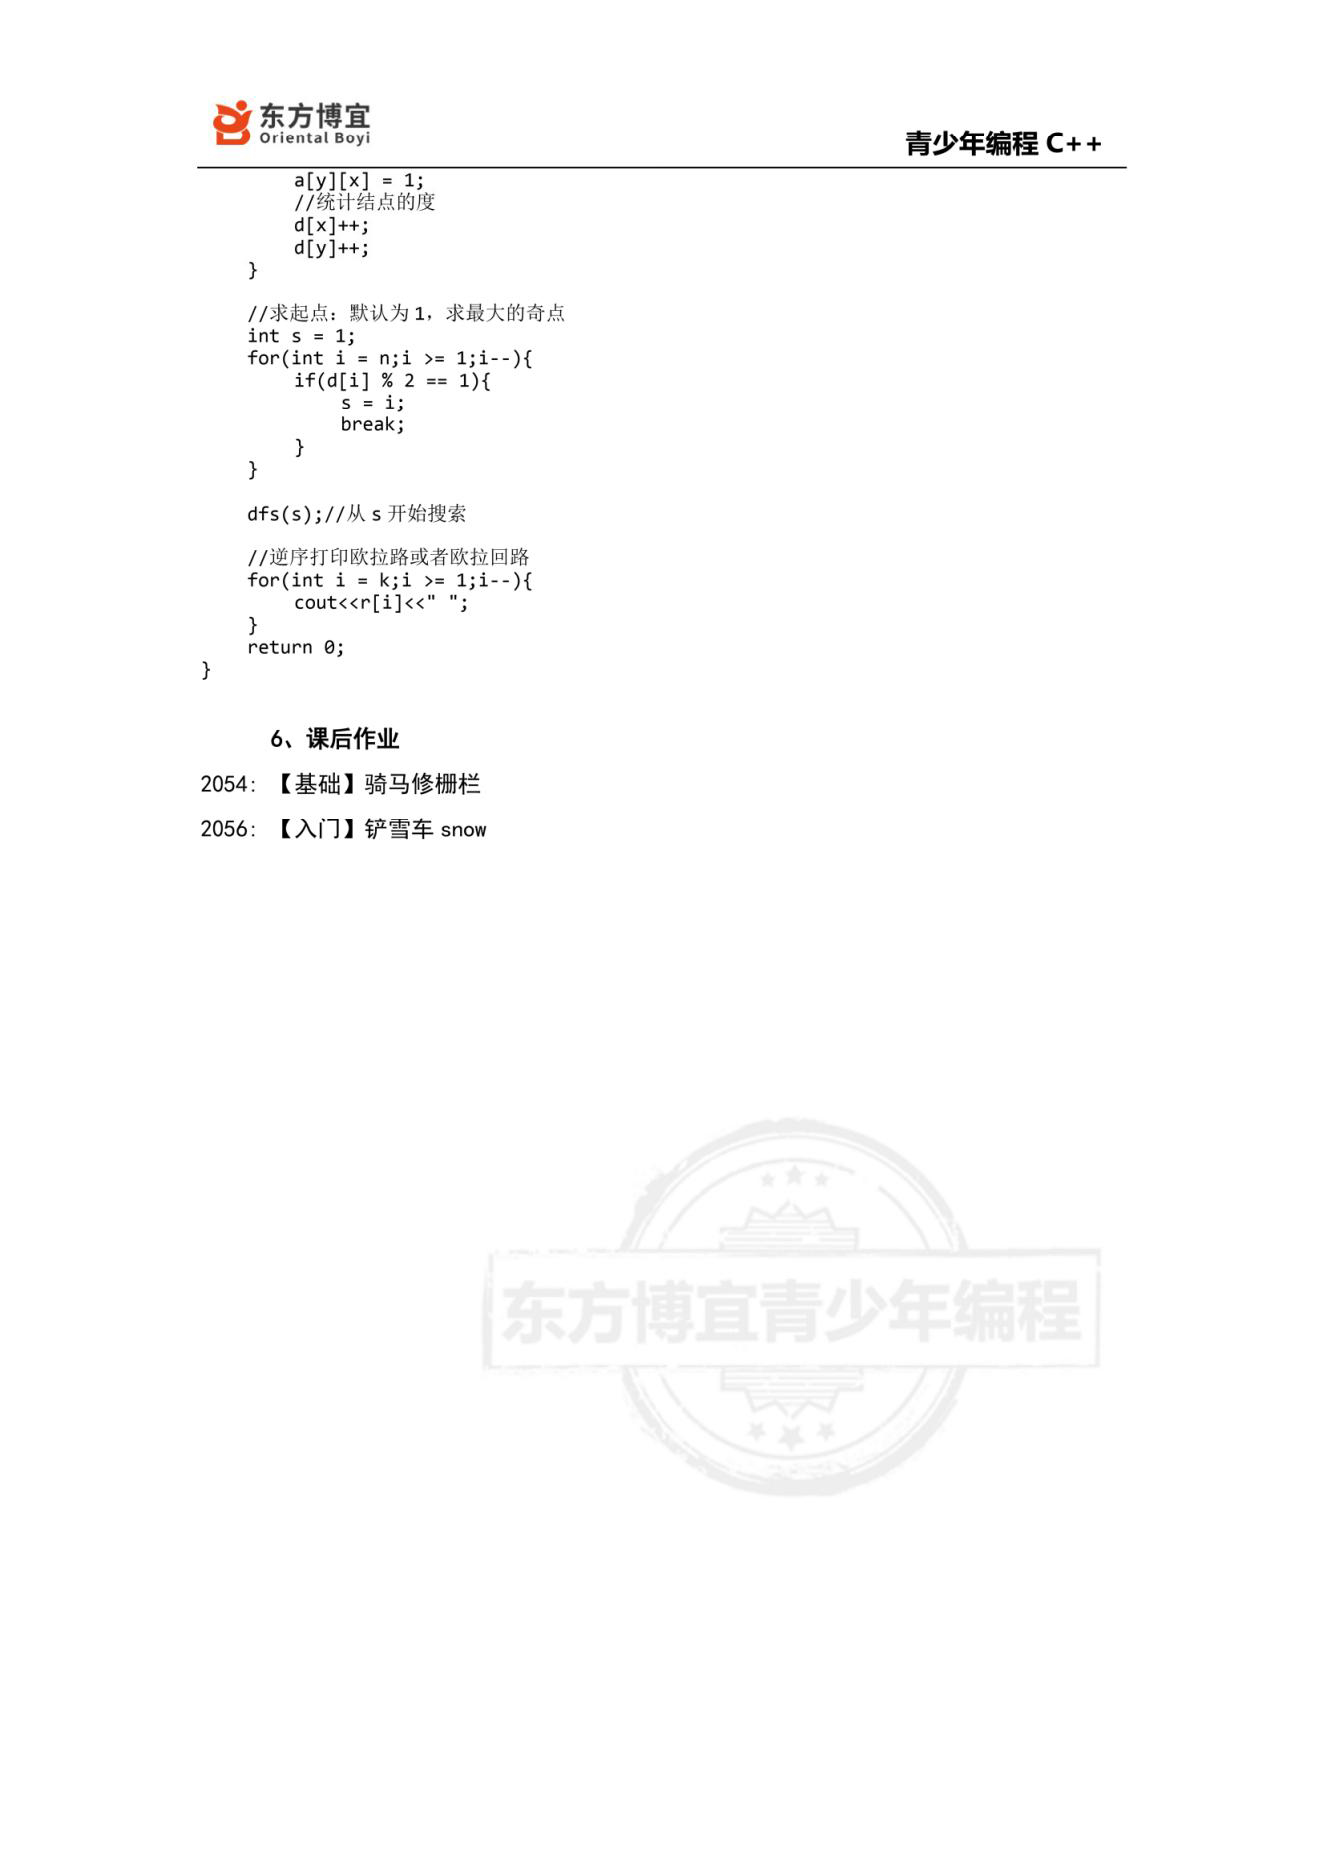 东方博宜
Oriental Boyi
青少年编程 C++
        a[y][x] = 1;
        //统计结点的度
        d[x]++;
        d[y]++;
    }
    //求起点：默认为 1，求最大的奇点
    int s = 1;
    for(int i = n;i >= 1;i--){
        if(d[i] % 2 == 1){
            s = i;
            break;
        }
    }
    dfs(s);//从 s 开始搜索
    //逆序打印欧拉路或者欧拉回路
    for(int i = k;i >= 1;i--){
        cout<<r[i]<<" ";
    }
    return 0;
}
6、课后作业
2054: 【基础】骑马修栅栏
2056: 【入门】铲雪车 snow
东方博宜青少年编程